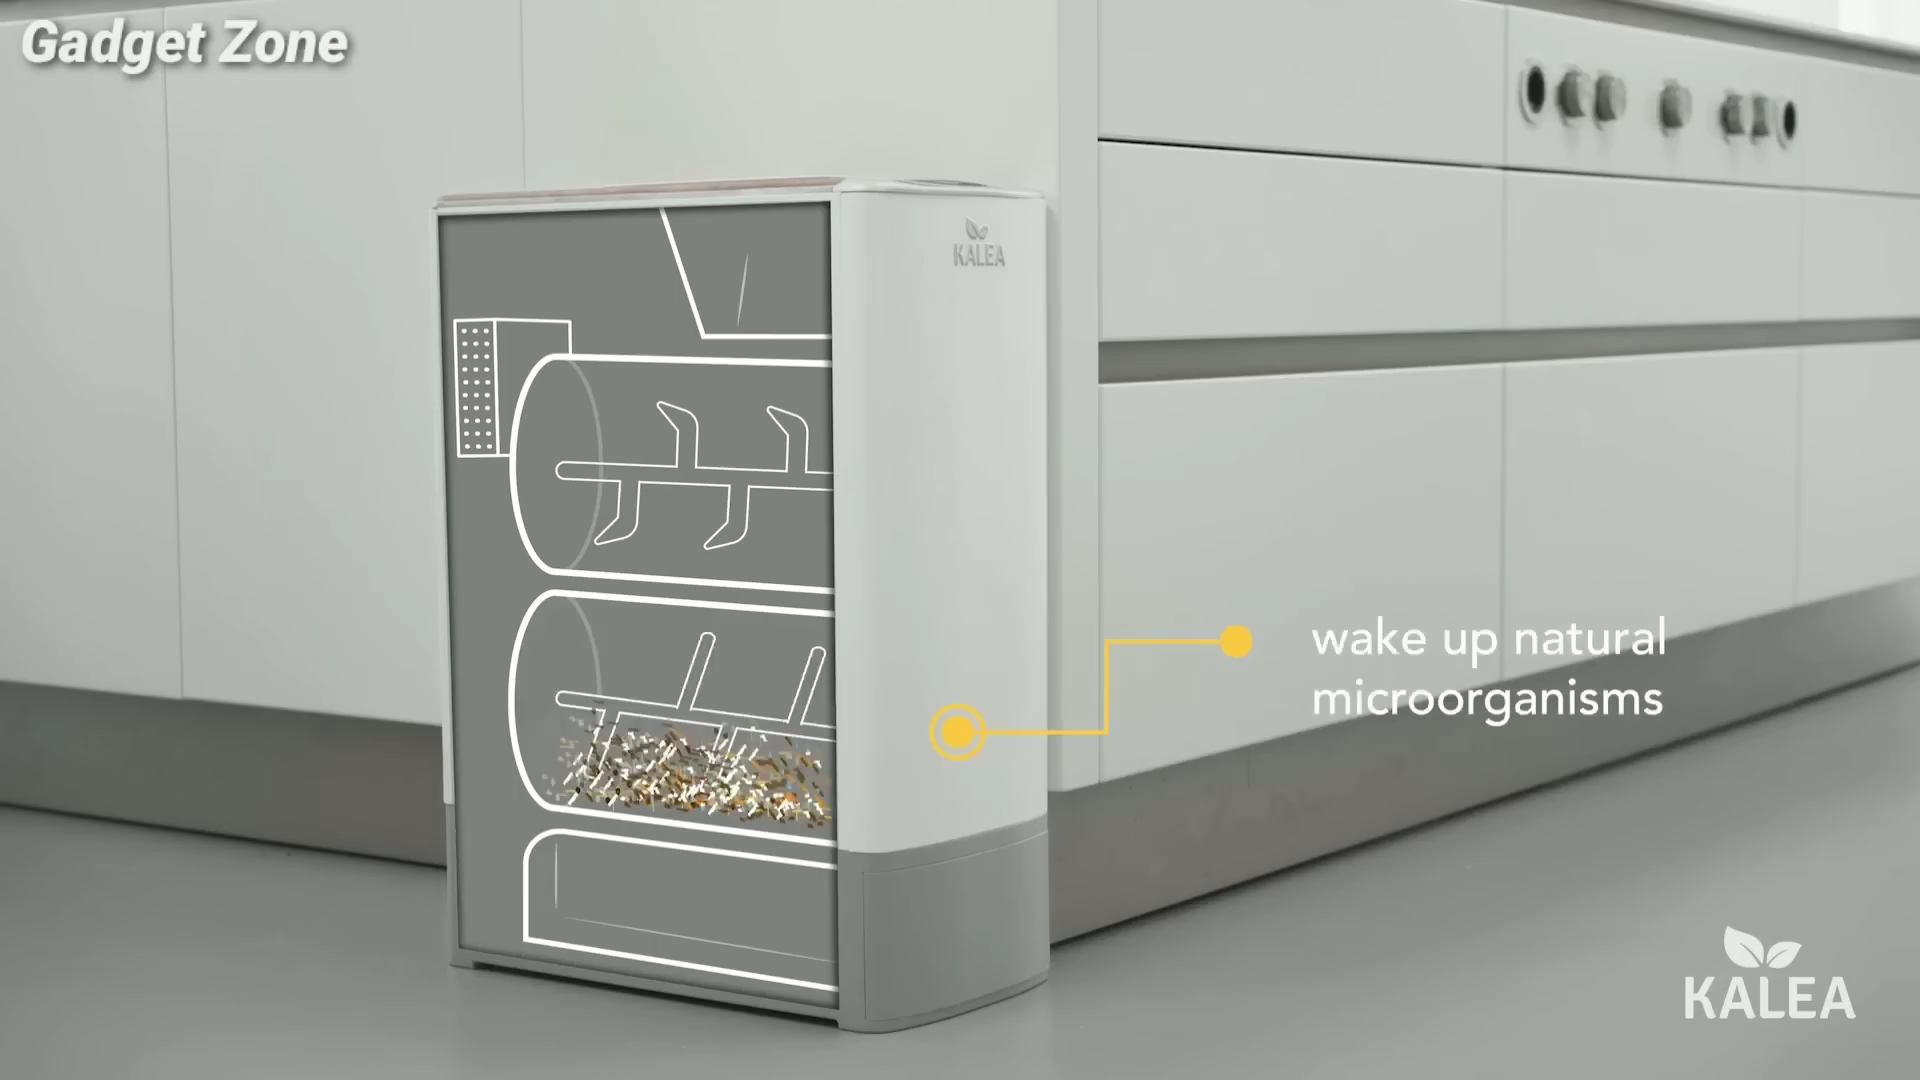 Gadget Zone
KALEA
wake up natural
microorganisms
KALEA